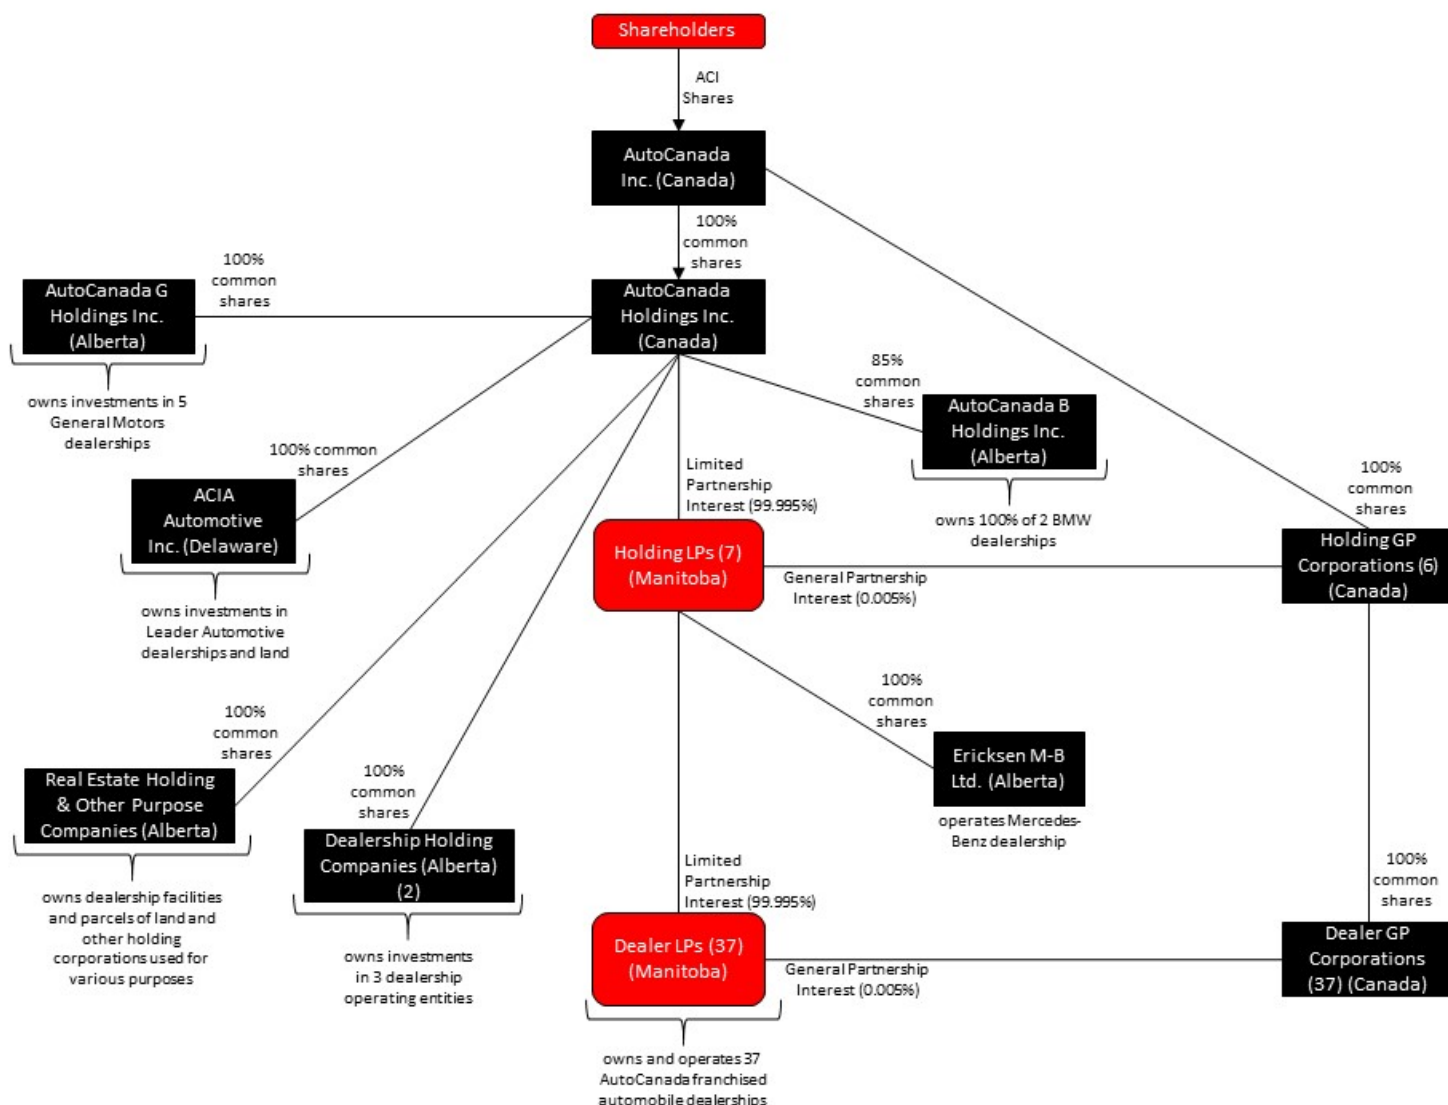 Shareholders
ACI
Shares
AutoCanada
Inc. (Canada)
100%
common
shares
100%
common
shares
AutoCanada G
Holdings Inc.
(Alberta)
AutoCanada
Holdings Inc.
(Canada)
owns investments in 5
General Motors
dealerships
85%
common
shares
AutoCanada B
Holdings Inc.
(Alberta)
owns 100% of 2 BMW
dealerships
100% common
shares
ACIA
Automotive
Inc. (Delaware)
owns investments in
Leader Automotive
dealerships and land
Limited
Partnership
Interest (99.995%)
100%
common
shares
Holding LPs (7)
(Manitoba)
General Partnership
Interest (0.005%)
Holding GP
Corporations (6)
(Canada)
100%
common
shares
Real Estate Holding
& Other Purpose
Companies (Alberta)
owns dealership facilities
and parcels of land and
other holding
corporations used for
various purposes
100%
common
shares
Dealership Holding
Companies (Alberta)
(2)
owns investments
in 3 dealership
operating entities
100%
common
shares
Ericksen M-B
Ltd. (Alberta)
operates Mercedes-
Benz dealership
Limited
Partnership
Interest (99.995%)
100%
common
shares
Dealer LPs (37)
(Manitoba)
General Partnership
Interest (0.005%)
Dealer GP
Corporations
(37) (Canada)
owns and operates 37
AutoCanada franchised
automobile dealerships